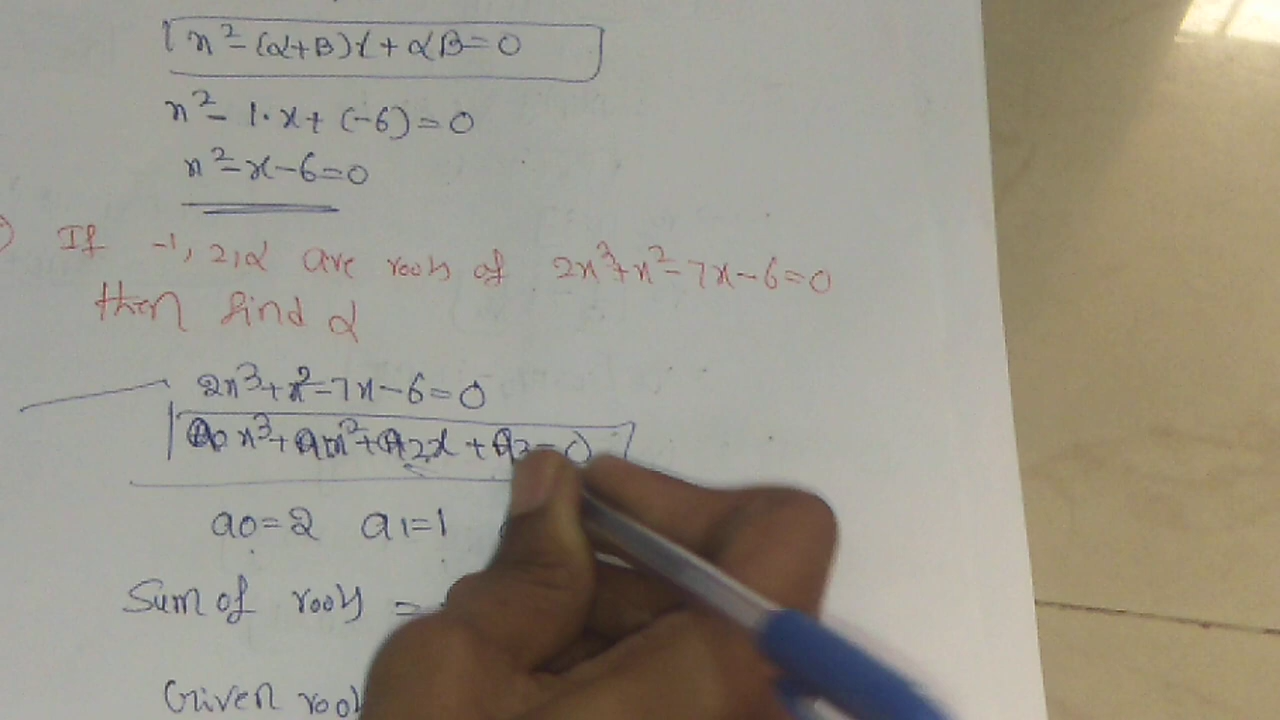 x² - (α+β)x + αβ = 0
x² - 1·x + (-6) = 0
x² - x - 6 = 0
If -1, 2, α are roots of 2x³ + x² - 7x - 6 = 0
then find α
2x³ + x² - 7x - 6 = 0
a₀x³ + a₁x² + a₂x + a₃ = 0
a₀ = 2 a₁ = 1
Sum of roots =
Given